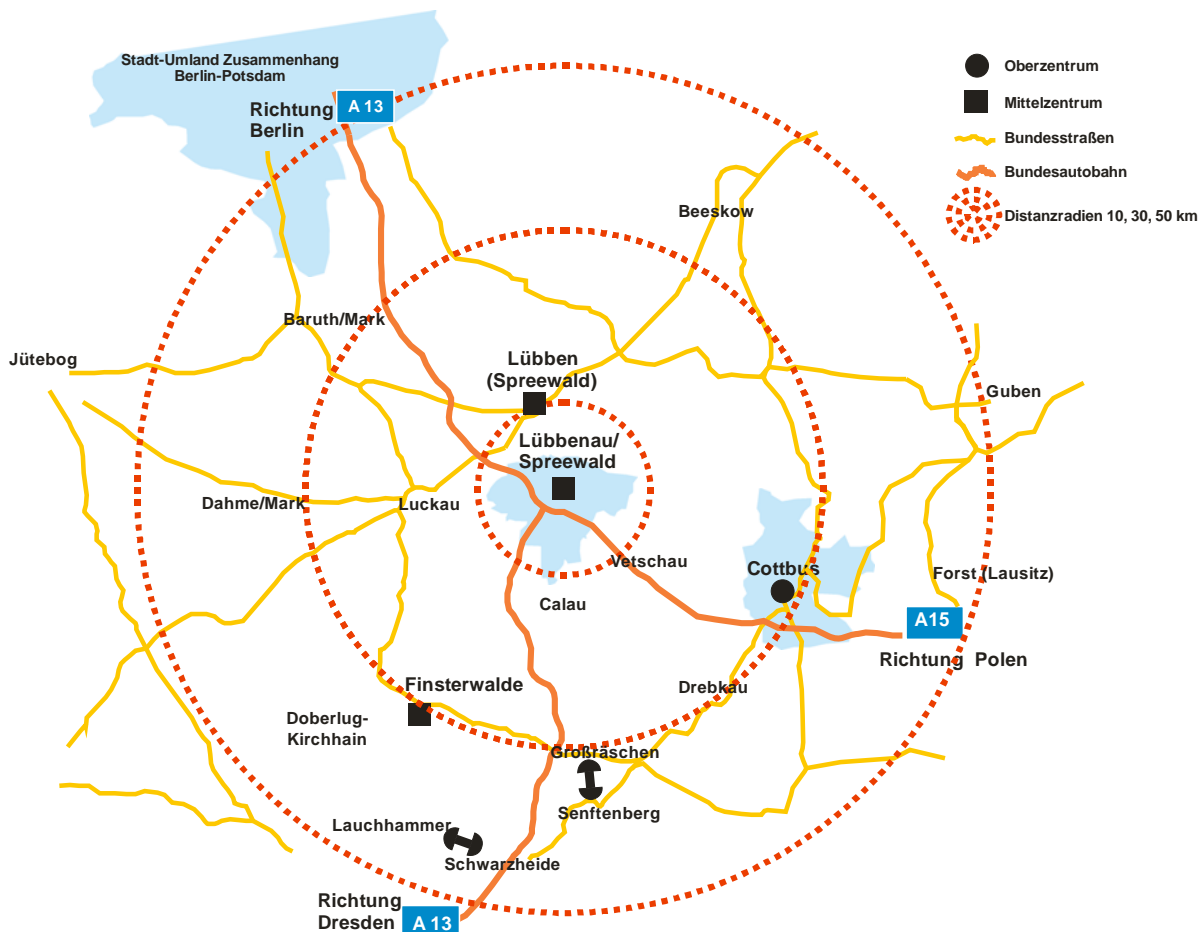 Stadt-Umland Zusammenhang
Berlin-Potsdam
Richtung
Berlin
A 13
Oberzentrum
Mittelzentrum
Bundesstraßen
Bundesautobahn
Distanzradien 10, 30, 50 km
Beeskow
Baruth/Mark
Jütebog
Lübben
(Spreewald)
Guben
Lübbenau/
Spreewald
Dahme/Mark
Luckau
Vetschau
Cottbus
Forst (Lausitz)
Calau
A15
Richtung Polen
Finsterwalde
Drebkau
Doberlug-
Kirchhain
Großräschen
Senftenberg
Lauchhammer
Schwarzheide
Richtung
Dresden
A 13